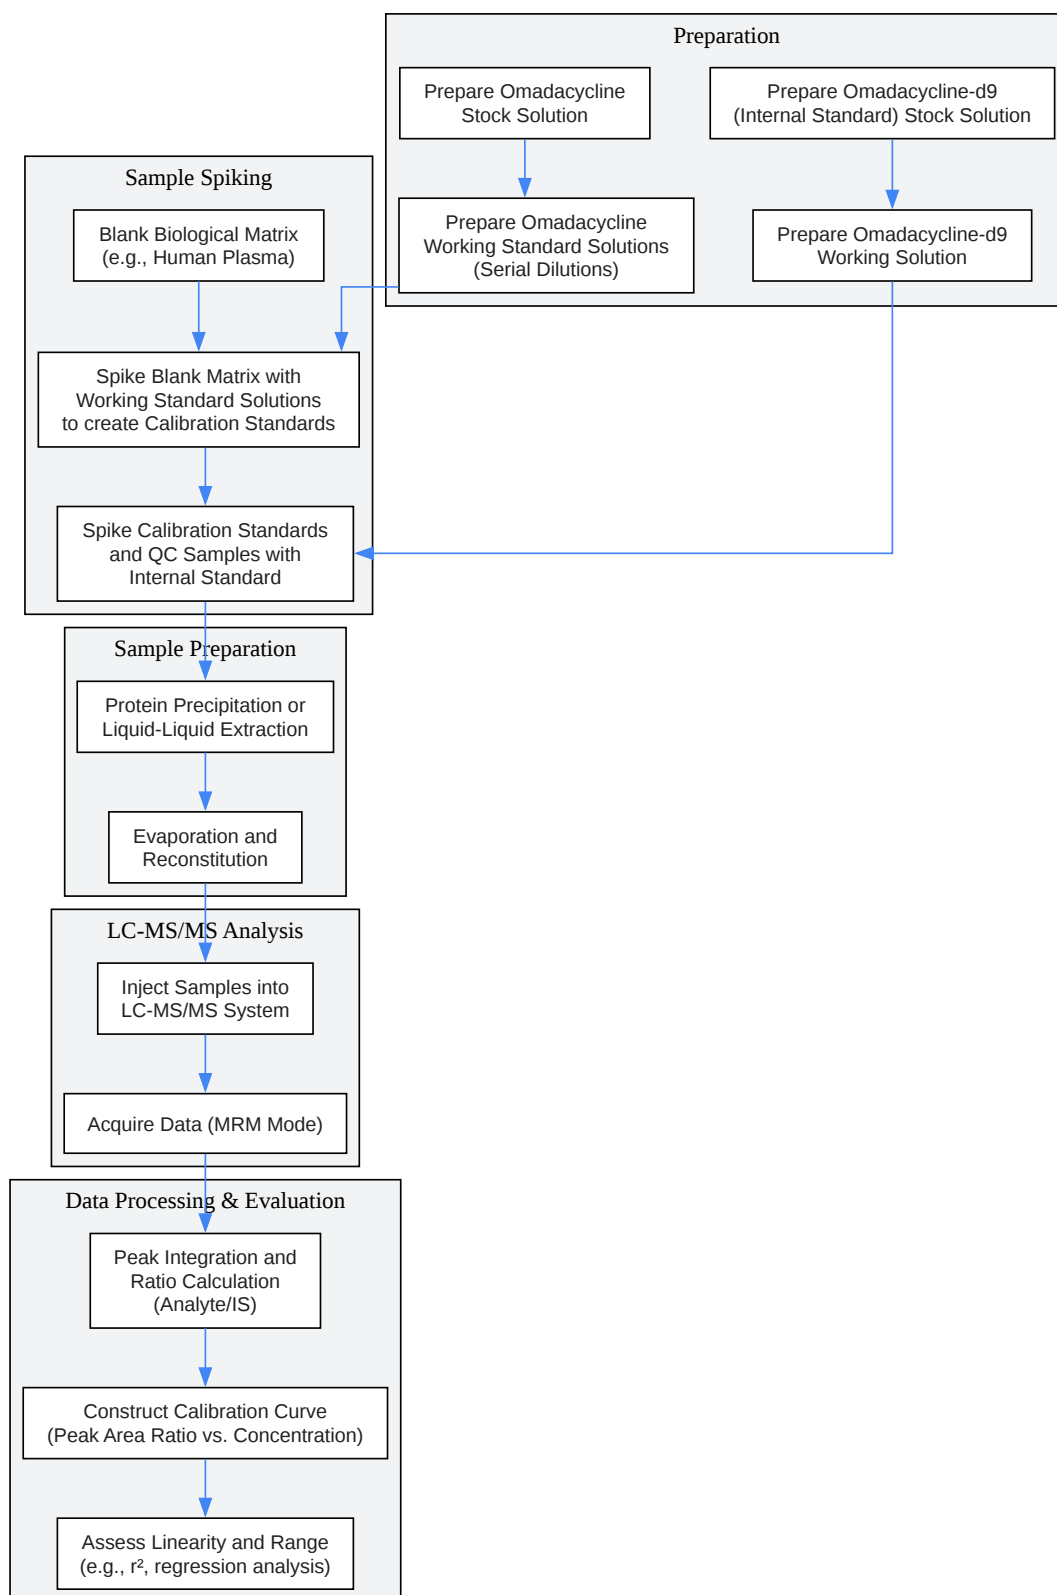 Preparation
Prepare Omadacycline
Stock Solution
Prepare Omadacycline-d9
(Internal Standard) Stock Solution
Prepare Omadacycline
Working Standard Solutions
(Serial Dilutions)
Prepare Omadacycline-d9
Working Solution
Sample Spiking
Blank Biological Matrix
(e.g., Human Plasma)
Spike Blank Matrix with
Working Standard Solutions
to create Calibration Standards
Spike Calibration Standards
and QC Samples with
Internal Standard
Sample Preparation
Protein Precipitation or
Liquid-Liquid Extraction
Evaporation and
Reconstitution
LC-MS/MS Analysis
Inject Samples into
LC-MS/MS System
Acquire Data (MRM Mode)
Data Processing & Evaluation
Peak Integration and
Ratio Calculation
(Analyte/IS)
Construct Calibration Curve
(Peak Area Ratio vs. Concentration)
Assess Linearity and Range
(e.g., r², regression analysis)